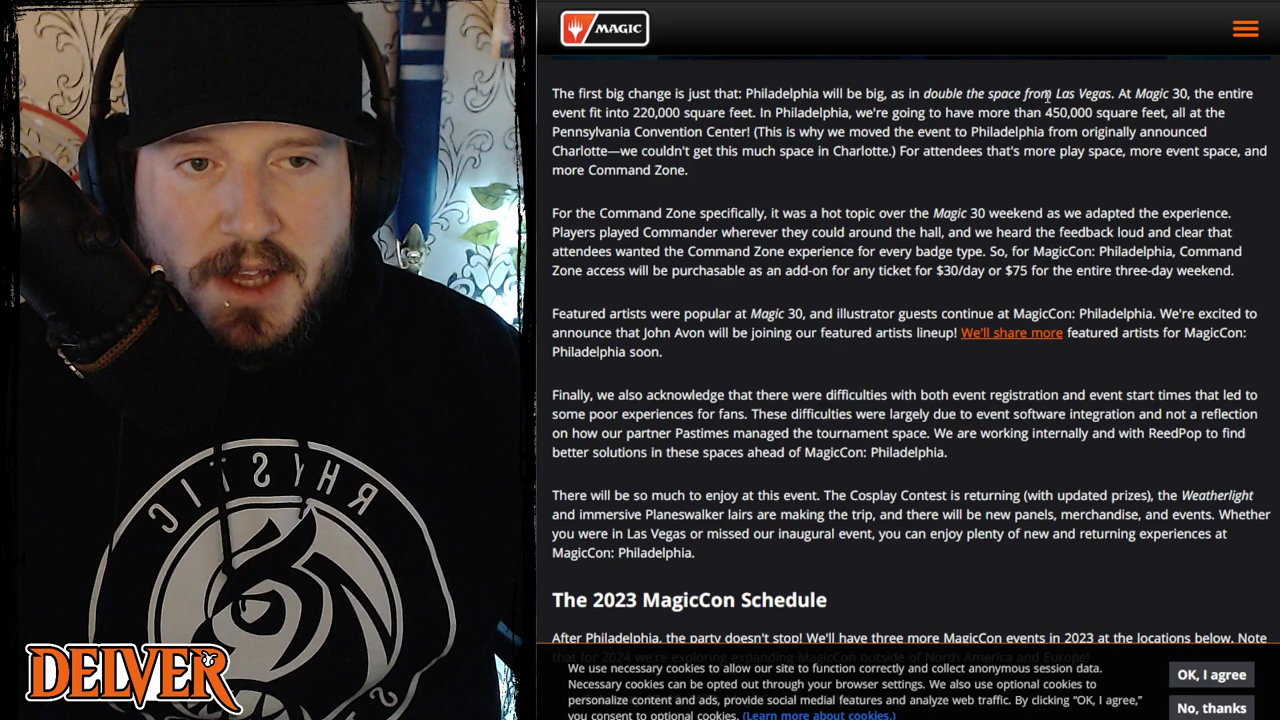 MAGIC
The first big change is just that: Philadelphia will be big, as in double the space from Las Vegas. At Magic 30, the entire
event fit into 220,000 square feet. In Philadelphia, we're going to have more than 450,000 square feet, all at the
Pennsylvania Convention Center! (This is why we moved the event to Philadelphia from originally announced
Charlotte—we couldn't get this much space in Charlotte.) For attendees that's more play space, more event space, and
more Command Zone.
For the Command Zone specifically, it was a hot topic over the Magic 30 weekend as we adapted the experience.
Players played Commander wherever they could around the hall, and we heard the feedback loud and clear that
attendees wanted the Command Zone experience for every badge type. So, for MagicCon: Philadelphia, Command
Zone access will be purchasable as an add-on for any ticket for $30/day or $75 for the entire three-day weekend.
Featured artists were popular at Magic 30, and illustrator guests continue at MagicCon: Philadelphia. We're excited to
announce that John Avon will be joining our featured artists lineup! We'll share more featured artists for MagicCon:
Philadelphia soon.
Finally, we also acknowledge that there were difficulties with both event registration and event start times that led to
some poor experiences for fans. These difficulties were largely due to event software integration and not a reflection
on how our partner Pastimes managed the tournament space. We are working internally and with ReedPop to find
better solutions in these spaces ahead of MagicCon: Philadelphia.
There will be so much to enjoy at this event. The Cosplay Contest is returning (with updated prizes), the Weatherlight
and immersive Planeswalker lairs are making the trip, and there will be new panels, merchandise, and events. Whether
you were in Las Vegas or missed our inaugural event, you can enjoy plenty of new and returning experiences at
MagicCon: Philadelphia.
The 2023 MagicCon Schedule
After Philadelphia, the party doesn't stop! We'll have three more MagicCon events in 2023 at the locations below. Note
that for 2024 we're exploring expanding MagicCon outside of North America and Europe!
We use necessary cookies to allow our site to function correctly and collect anonymous session data.
Necessary cookies can be opted out through your browser settings. We also use optional cookies to
personalize content and ads, provide social medial features and analyze web traffic. By clicking “OK, I agree,”
you consent to optional cookies. (Learn more about cookies.)
OK, I agree
No, thanks
RHYSTIC
DELVER